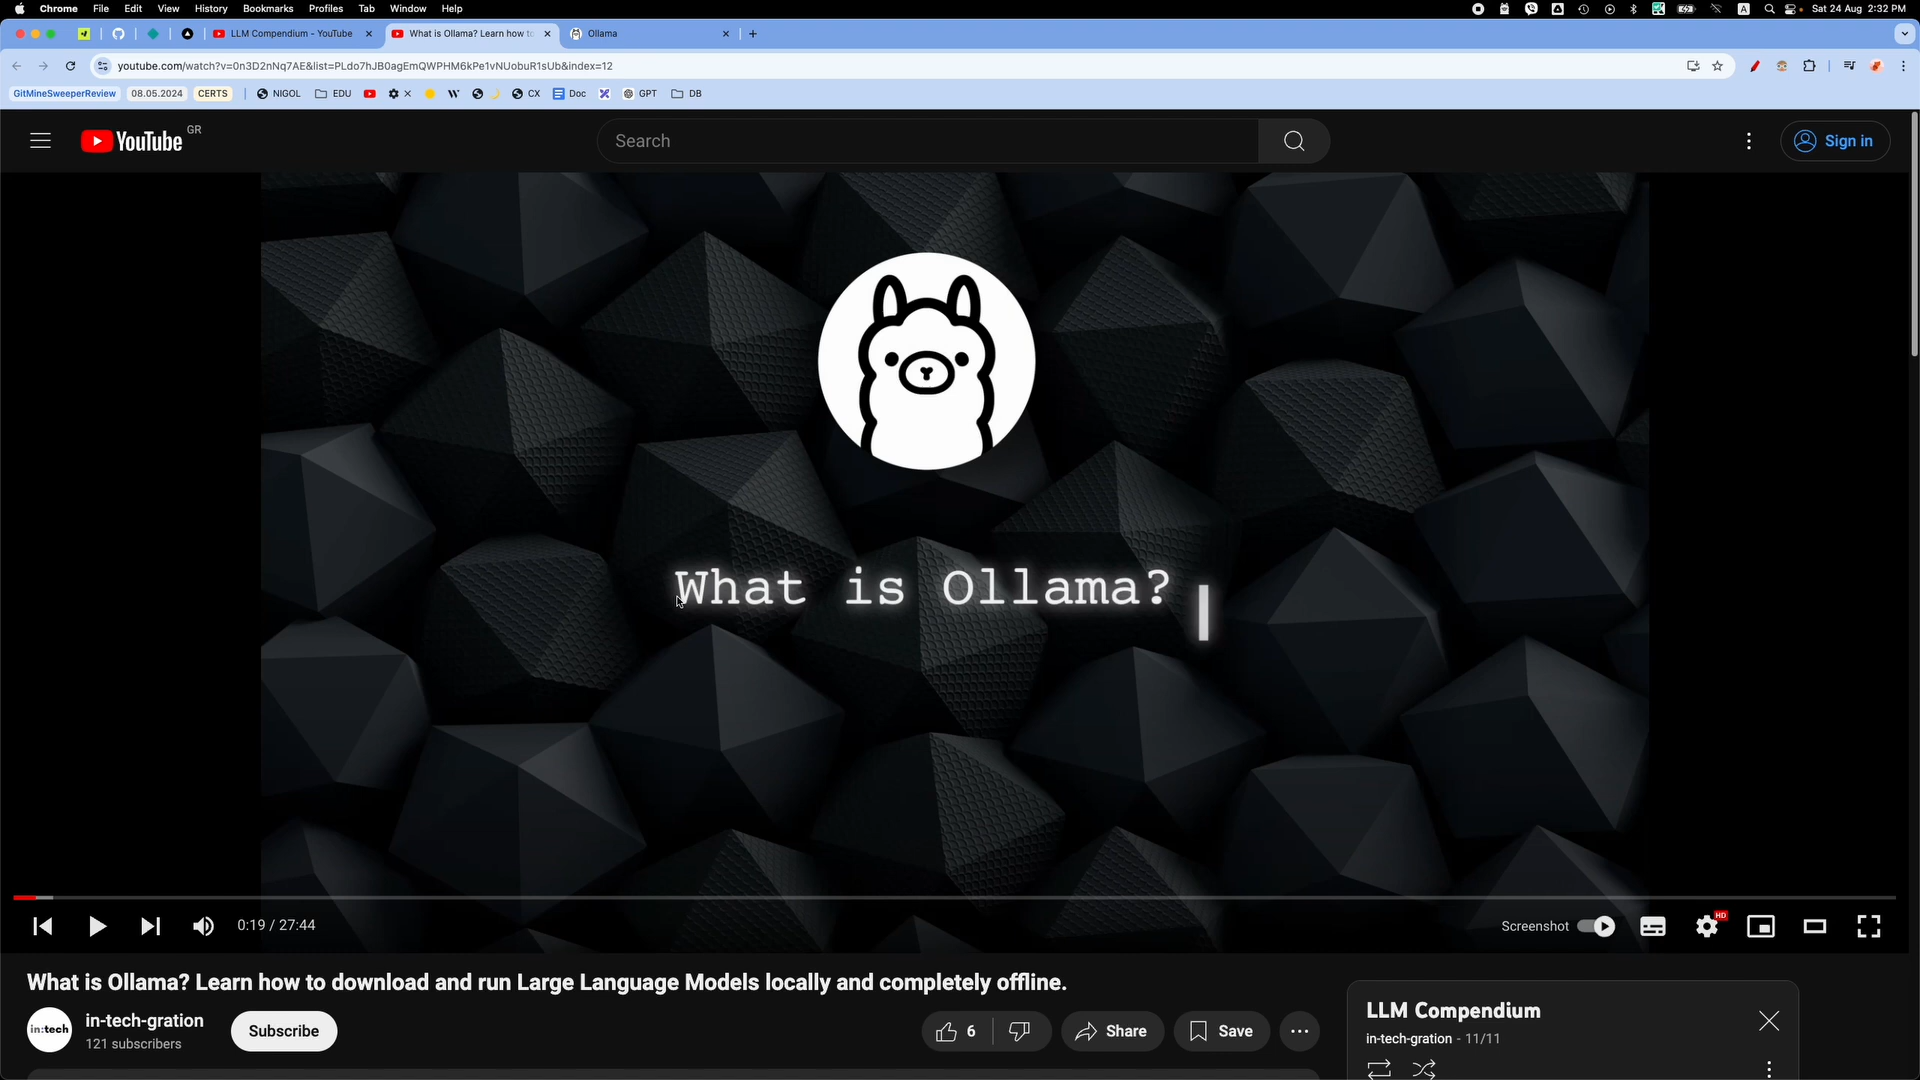 Chrome File Edit View History Bookmarks Profiles Tab Window Help
A Sat 24 Aug 2:32 PM
LLM Compendium - YouTube
What is Ollama? Learn how to
Ollama
youtube.com/watch?v=0n3D2nNq7AE&list=PLdo7hJB0agEmQWPHM6kPe1vNUobuR1sUb&index=12
GitMineSweeperReview 08.05.2024 CERTS NIGOL EDU CX Doc GPT DB
YouTube GR
Search
Sign in
What is Ollama?
0:19 / 27:44
Screenshot
HD
What is Ollama? Learn how to download and run Large Language Models locally and completely offline.
in:tech
in-tech-gration
121 subscribers
Subscribe
6
Share
Save
LLM Compendium
in-tech-gration - 11/11